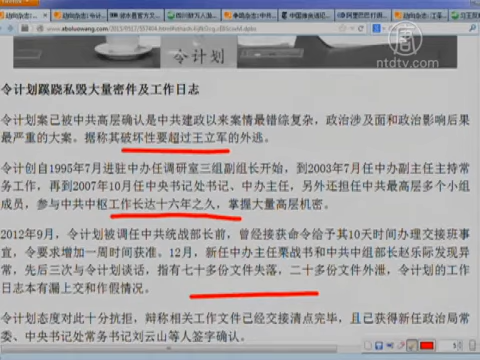 令计划
ntdtv.com
令计划蹊跷私毁大量密件及工作日志
令计划案已被中共高层确认是中共建政以来案情最错综复杂，政治涉及面和政治影响后果
最严重的大案。据称其破坏性要超过王立军的外逃。
令计创自1995年7月进驻中办任调研室三组副组长开始，到2003年7月任中办副主任主持常
务工作，再到2007年10月任中央书记处书记、中办主任，另外还担任中共最高层多个小组
成员，参与中共中枢工作长达十六年之久，掌握大量高层机密。
2012年9月，令计划被调任中共统战部长前，曾经接获命令给予其10天时间办理交接班事
宜，令要求增加一周时间获准。12月，新任中办主任栗战书和中共中组部长赵乐际发现异
常，先后三次与令计划谈话，指有七十多份文件失落，二十多份文件外泄，令计划的工作
日志本有漏上交和作假情况。
令计划态度对此十分抗拒，辩称相关工作文件已经交接清点完毕，且已获得新任政治局常
委、中央书记处常务书记刘云山等人签字确认。